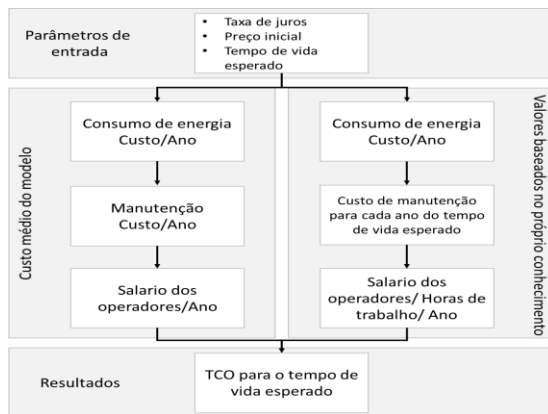 Parâmetros de
entrada
• Taxa de juros
• Preço inicial
• Tempo de vida
esperado
Custo médio do modelo
Consumo de energia
Custo/Ano
Manutenção
Custo/Ano
Salario dos
operadores/Ano
Consumo de energia
Custo/Ano
Custo de manutenção
para cada ano do tempo
de vida esperado
Salario dos
operadores/ Horas de
trabalho/ Ano
Valores baseados no próprio conhecimento
Resultados
TCO para o tempo de
vida esperado